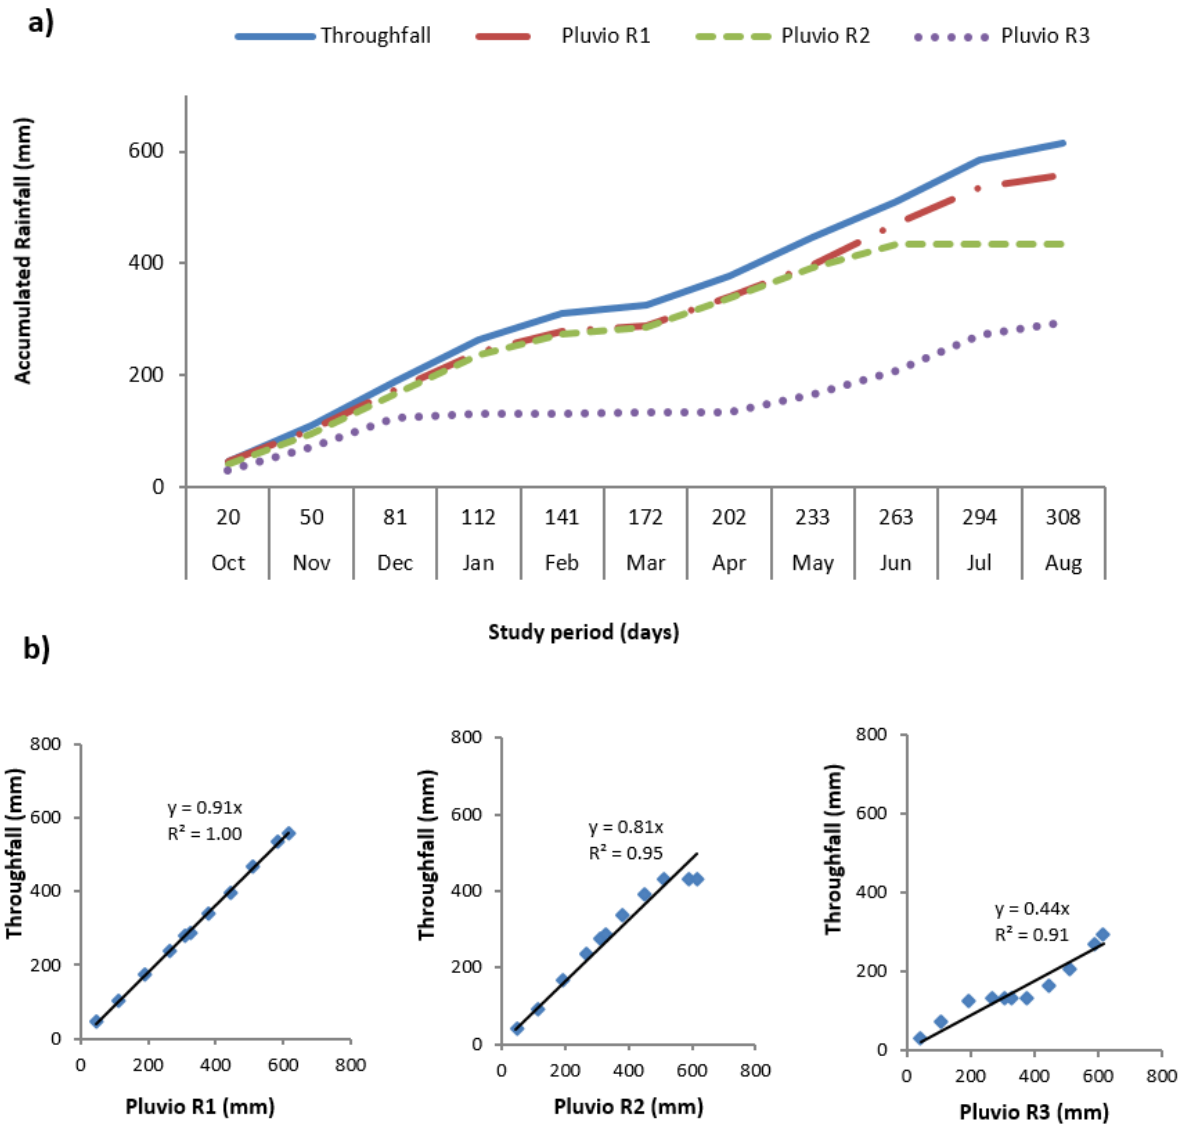 a)
Throughfall Pluvio R1 Pluvio R2 Pluvio R3
Accumulated Rainfall (mm)
600
400
200
0
20 50 81 112 141 172 202 233 263 294 308
Oct Nov Dec Jan Feb Mar Apr May Jun Jul Aug
Study period (days)
b)
Throughfall (mm)
800
600
400
200
0
y = 0.91x
R² = 1.00
0 200 400 600 800
Pluvio R1 (mm)
Throughfall (mm)
800
600
400
200
0
y = 0.81x
R² = 0.95
0 200 400 600 800
Pluvio R2 (mm)
Throughfall (mm)
800
600
400
200
0
y = 0.44x
R² = 0.91
0 200 400 600 800
Pluvio R3 (mm)